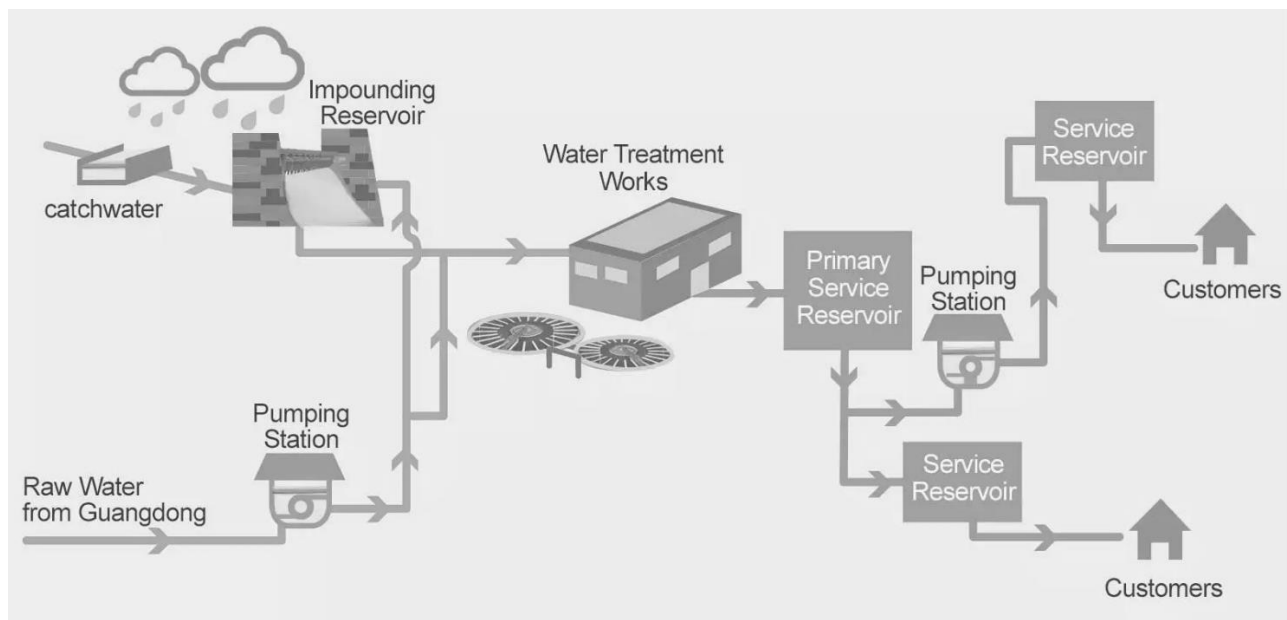 Impounding
Reservoir
catchwater
Water Treatment
Works
Service
Reservoir
Customers
Primary
Service
Reservoir
Pumping
Station
Pumping
Station
Raw Water
from Guangdong
Service
Reservoir
Customers